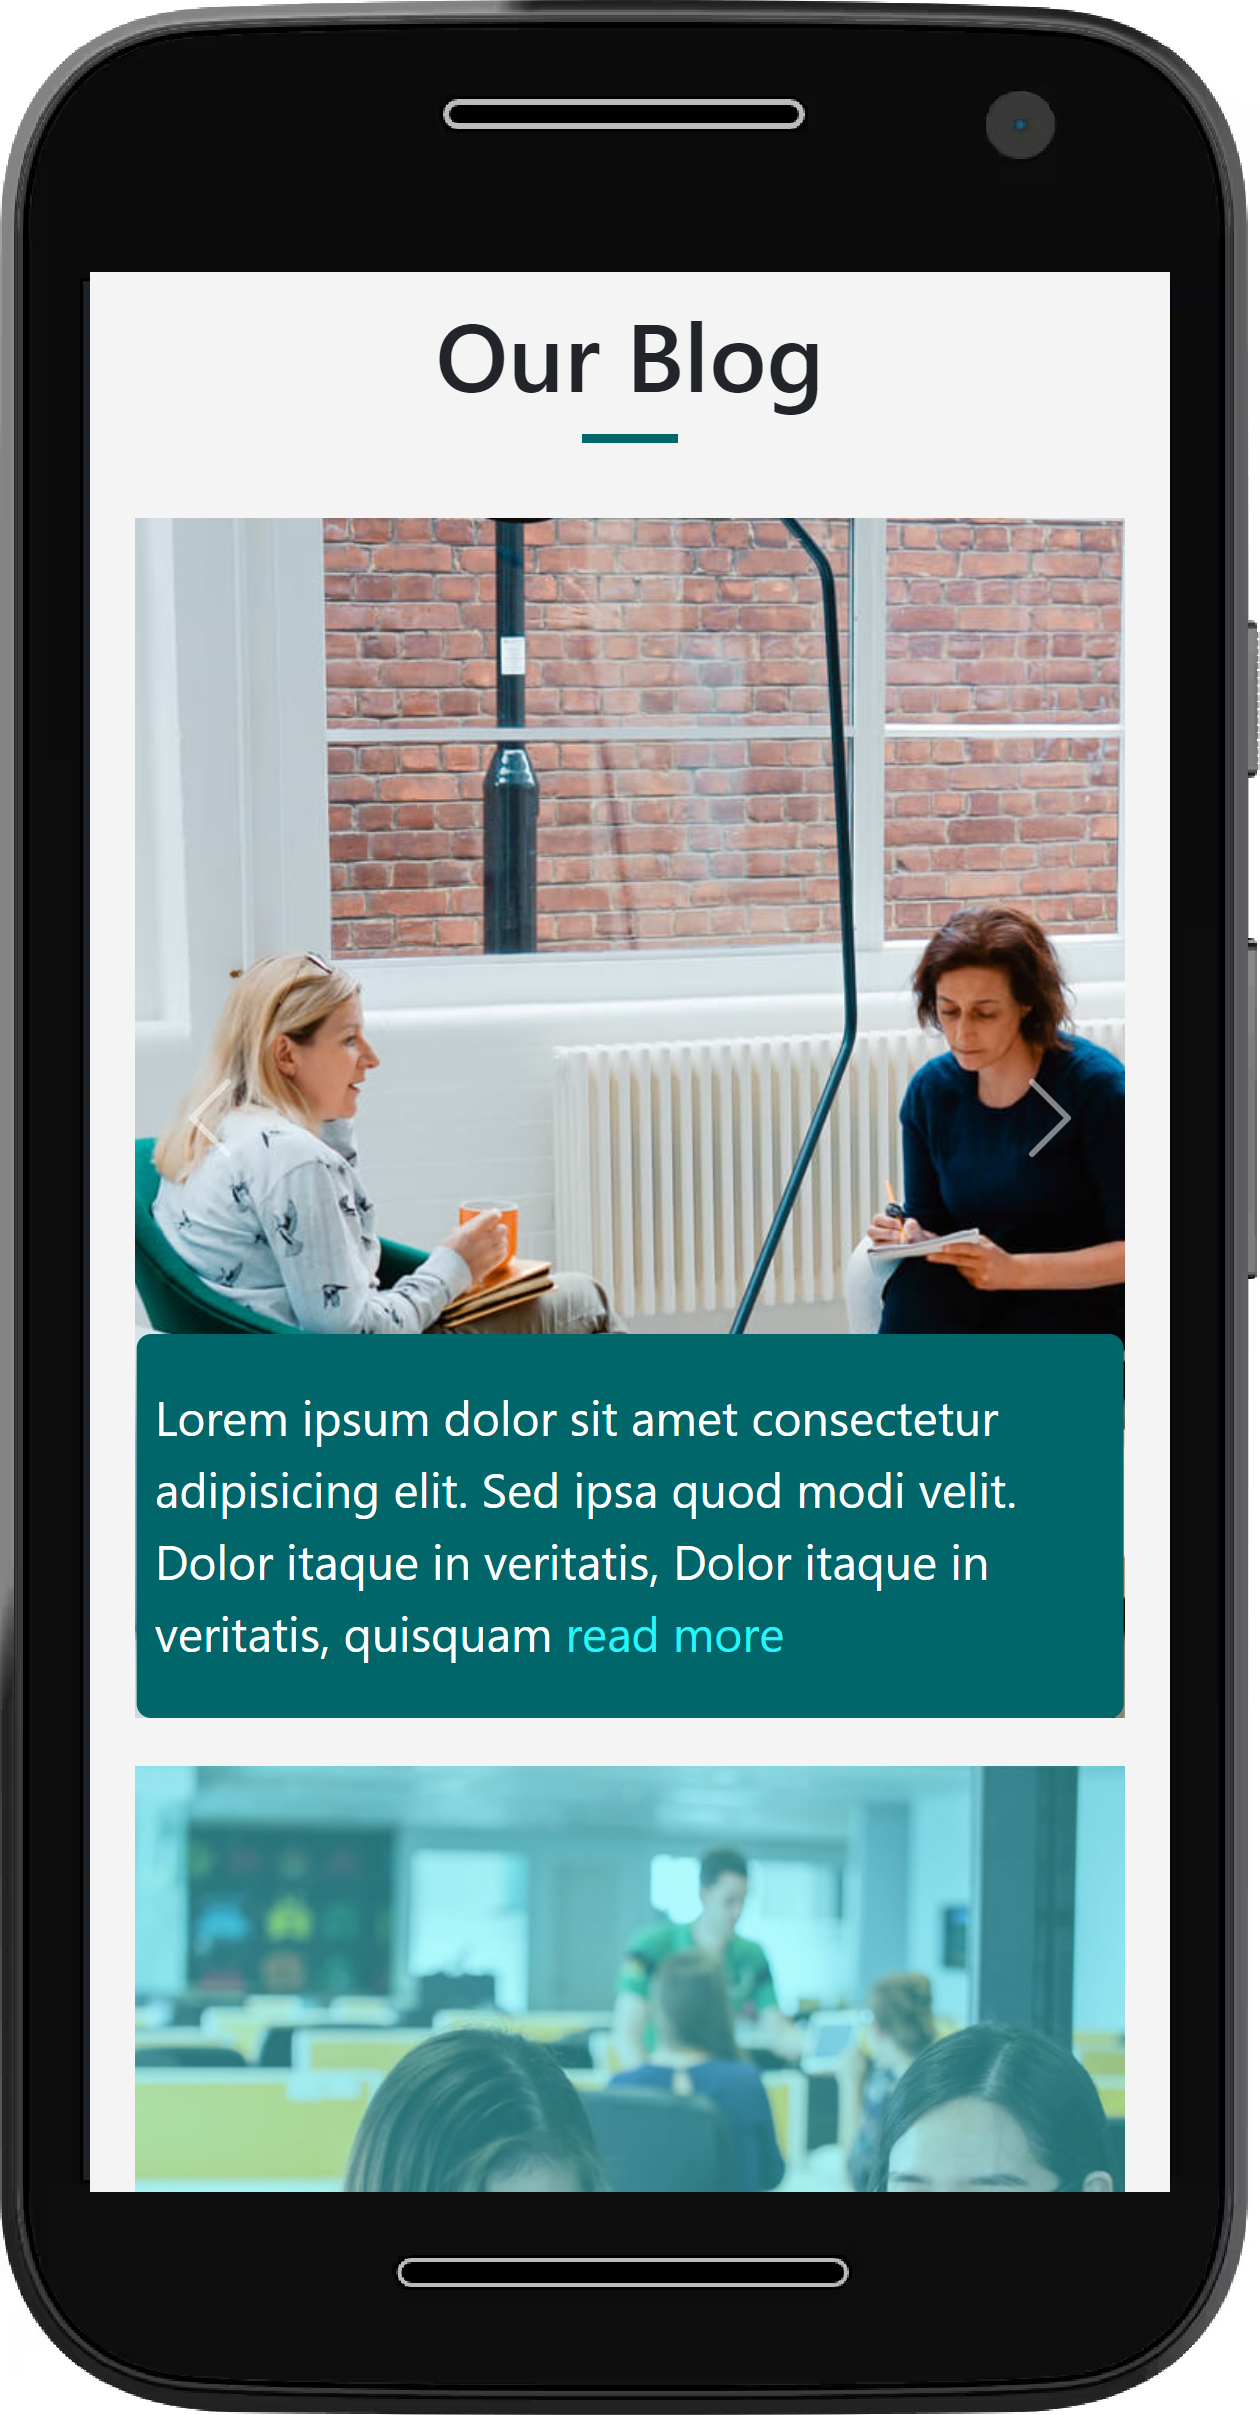 Our Blog
Lorem ipsum dolor sit amet consectetur
adipisicing elit. Sed ipsa quod modi velit.
Dolor itaque in veritatis, Dolor itaque in
veritatis, quisquam read more